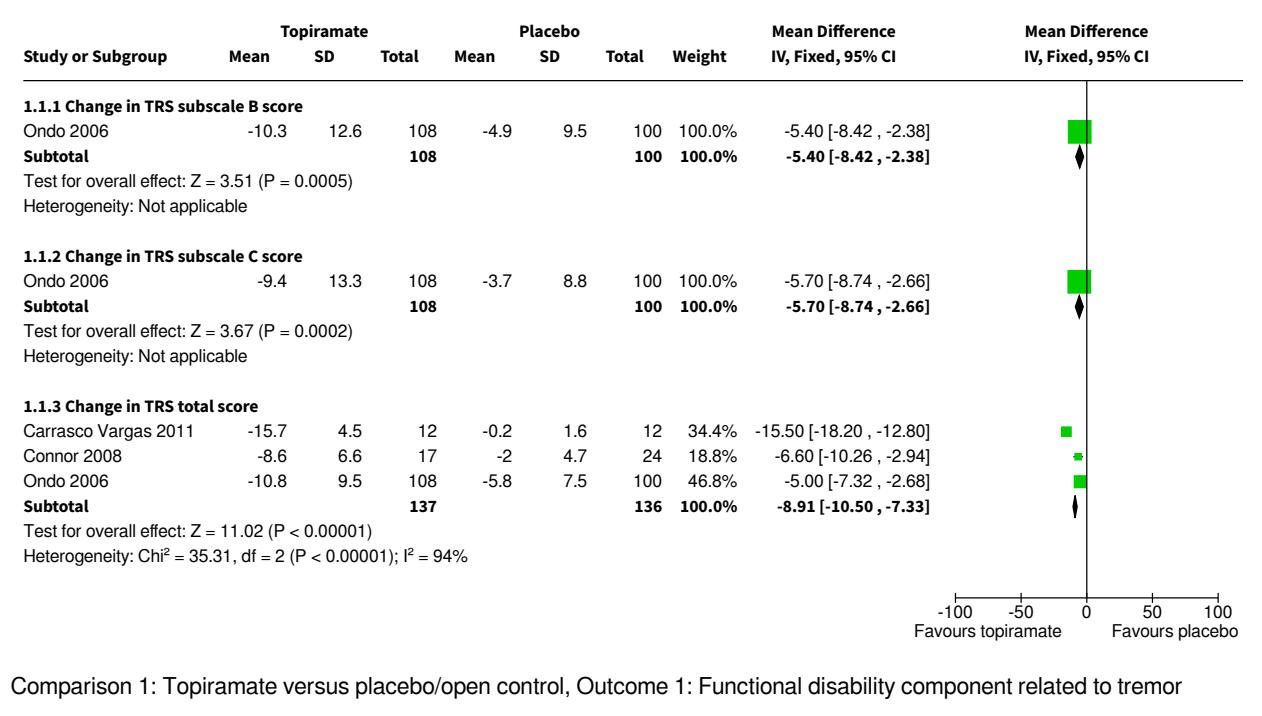 Topiramate Placebo Mean Difference Mean Difference
Study or Subgroup Mean SD Total Mean SD Total Weight IV, Fixed, 95% CI IV, Fixed, 95% CI
1.1.1 Change in TRS subscale B score
Ondo 2006 -10.3 12.6 108 -4.9 9.5 100 100.0% -5.40 [-8.42 , -2.38]
Subtotal 108 100 100.0% -5.40 [-8.42 , -2.38]
Test for overall effect: Z = 3.51 (P = 0.0005)
Heterogeneity: Not applicable
1.1.2 Change in TRS subscale C score
Ondo 2006 -9.4 13.3 108 -3.7 8.8 100 100.0% -5.70 [-8.74 , -2.66]
Subtotal 108 100 100.0% -5.70 [-8.74 , -2.66]
Test for overall effect: Z = 3.67 (P = 0.0002)
Heterogeneity: Not applicable
1.1.3 Change in TRS total score
Carrasco Vargas 2011 -15.7 4.5 12 -0.2 1.6 12 34.4% -15.50 [-18.20 , -12.80]
Connor 2008 -8.6 6.6 17 -2 4.7 24 18.8% -6.60 [-10.26 , -2.94]
Ondo 2006 -10.8 9.5 108 -5.8 7.5 100 46.8% -5.00 [-7.32 , -2.68]
Subtotal 137 136 100.0% -8.91 [-10.50 , -7.33]
Test for overall effect: Z = 11.02 (P < 0.00001)
Heterogeneity: Chi² = 35.31, df = 2 (P < 0.00001); I² = 94%
-100 -50 0 50 100
Favours topiramate Favours placebo
Comparison 1: Topiramate versus placebo/open control, Outcome 1: Functional disability component related to tremor